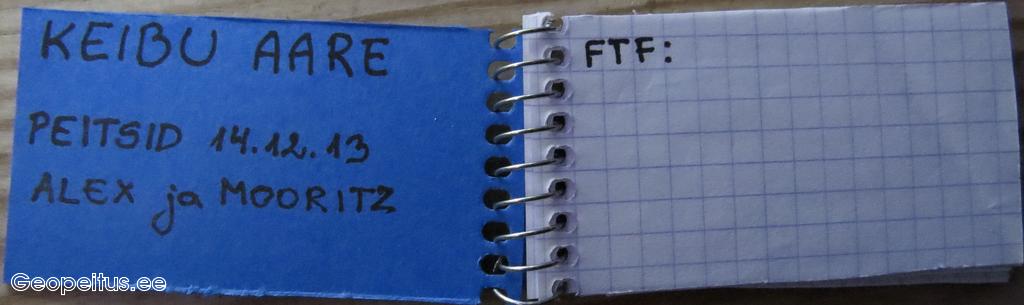 KEIBU AARE
PEITSID 14.12.13
ALEX ja MOORITZ
FTF:
Geopeitus.ee